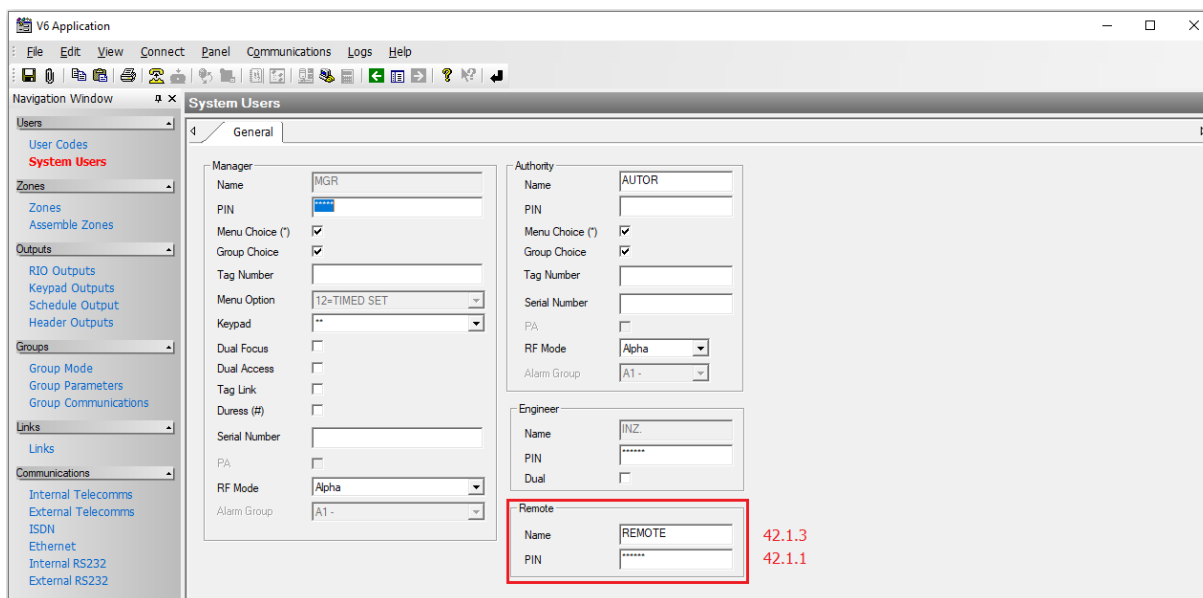 V6 Application
File Edit View Connect Panel Communications Logs Help
Navigation Window
System Users
Users
User Codes
System Users
Zones
Zones
Assemble Zones
Outputs
RIO Outputs
Keypad Outputs
Schedule Output
Header Outputs
Groups
Group Mode
Group Parameters
Group Communications
Links
Links
Communications
Internal Telecomms
External Telecomms
ISDN
Ethernet
Internal RS232
External RS232
General
Manager
Name MGR
PIN *****
Menu Choice (*)
Group Choice
Tag Number
Menu Option 12=TIMED SET
Keypad **
Dual Focus
Dual Access
Tag Link
Duress (#)
Serial Number
PA
RF Mode Alpha
Alarm Group A1 -
Authority
Name AUTOR
PIN
Menu Choice (*)
Group Choice
Tag Number
Serial Number
PA
RF Mode Alpha
Alarm Group A1 -
Engineer
Name INZ.
PIN ******
Dual
Remote
Name REMOTE 42.1.3
PIN ****** 42.1.1